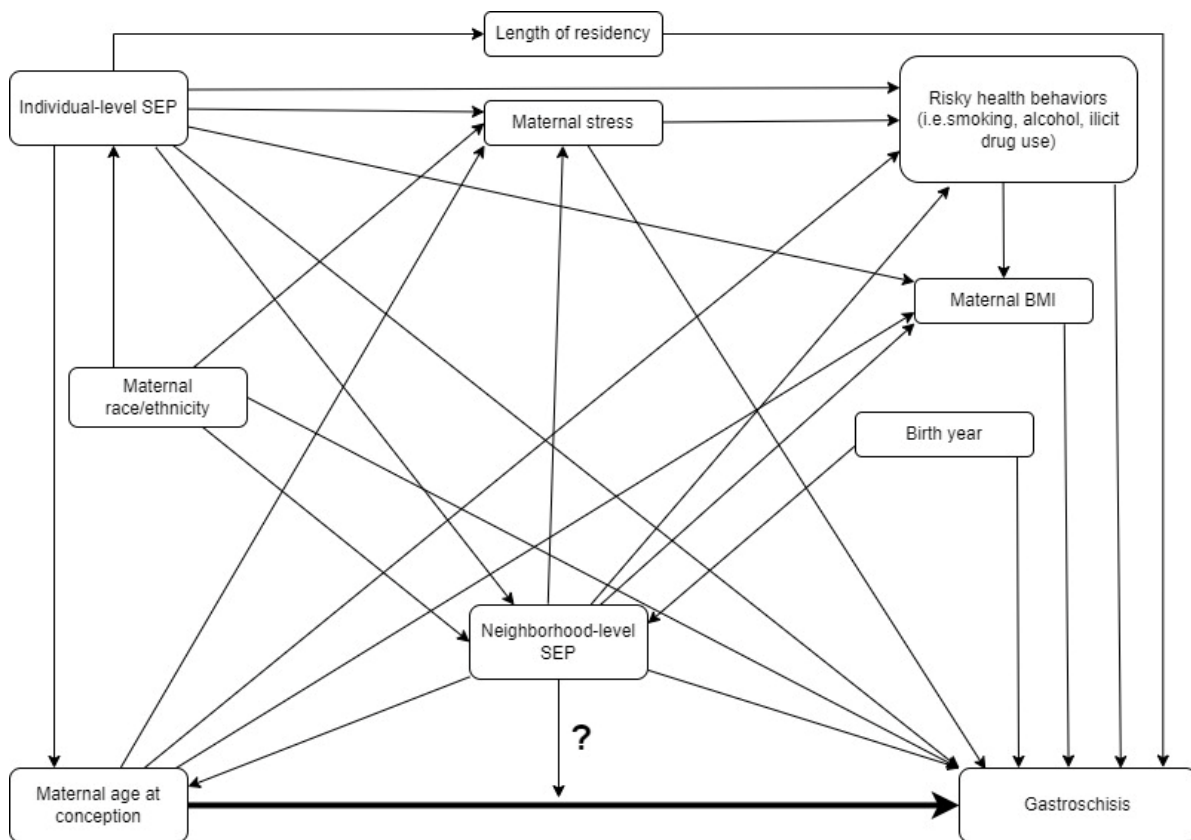 Length of residency
Individual-level SEP
Maternal stress
Risky health behaviors
(i.e.smoking, alcohol, ilicit
drug use)
Maternal BMI
Maternal
race/ethnicity
Birth year
Neighborhood-level
SEP
?
Maternal age at
conception
Gastroschisis